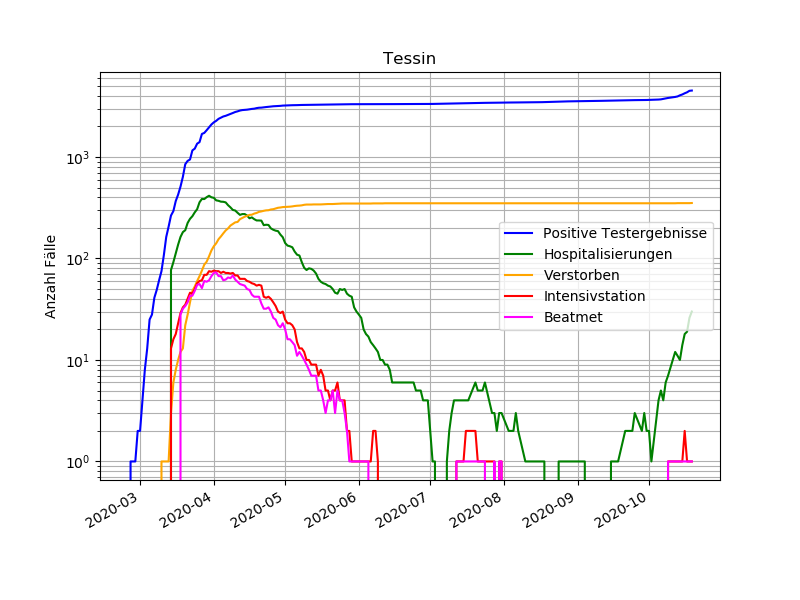 Tessin
Anzahl Fälle
10³
10²
10¹
10⁰
Positive Testergebnisse
Hospitalisierungen
Verstorben
Intensivstation
Beatmet
2020-03
2020-04
2020-05
2020-06
2020-07
2020-08
2020-09
2020-10